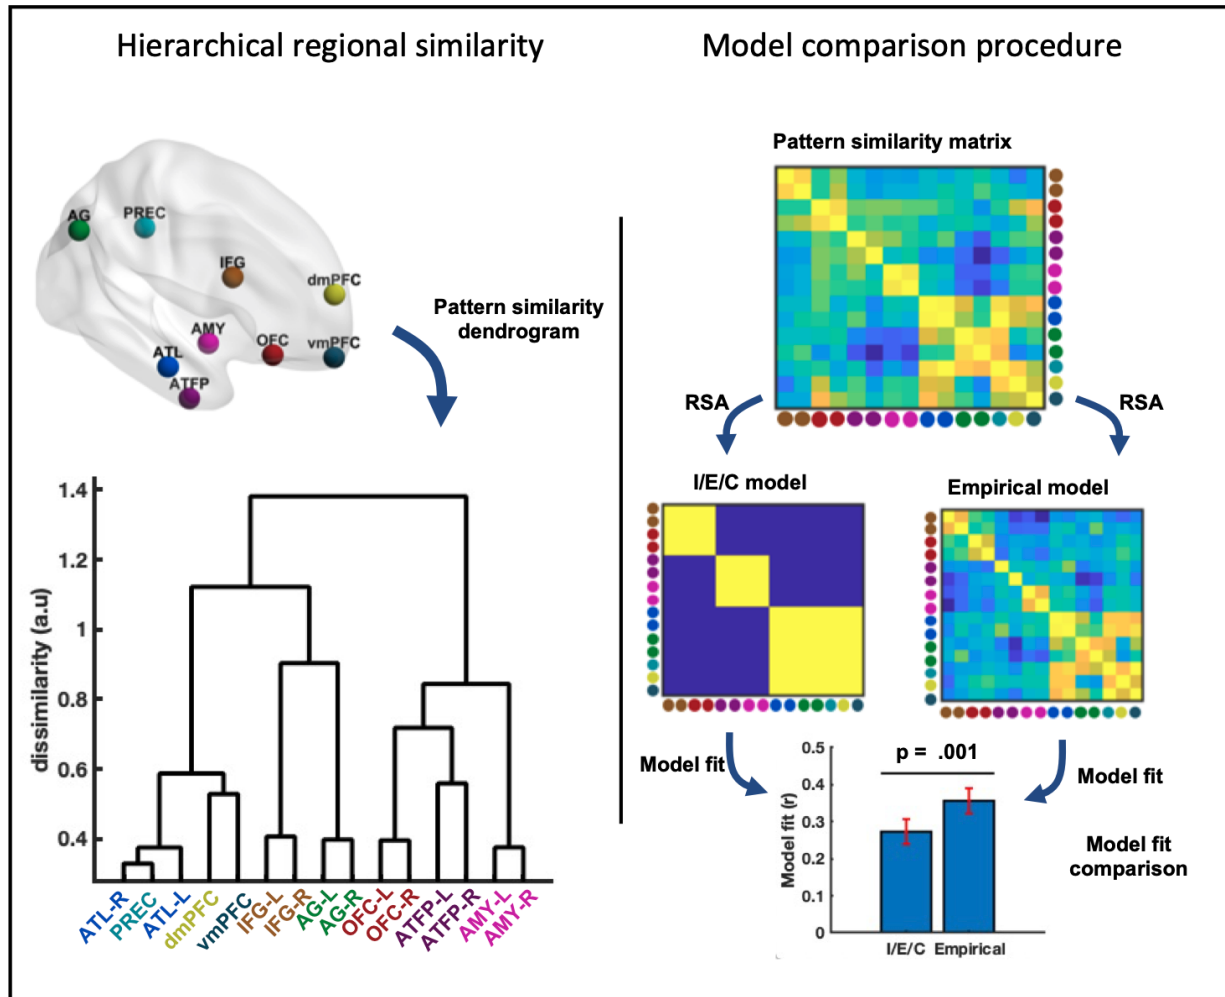 Hierarchical regional similarity
Model comparison procedure
AG
PREC
IFG
dmPFC
AMY
OFC
vmPFC
ATL
ATFP
Pattern similarity
dendrogram
dissimilarity (a.u)
1.4
1.2
1
0.8
0.6
0.4
ATL-R
PREC
ATL-L
dmPFC
vmPFC
IFG-L
IFG-R
AG-L
AG-R
OFC-L
OFC-R
ATFP-L
ATFP-R
AMY-L
AMY-R
Pattern similarity matrix
RSA
RSA
I/E/C model
Empirical model
Model fit
Model fit
p = .001
Model fit (r)
0.5
0.4
0.3
0.2
0.1
0
I/E/C Empirical
Model fit
comparison